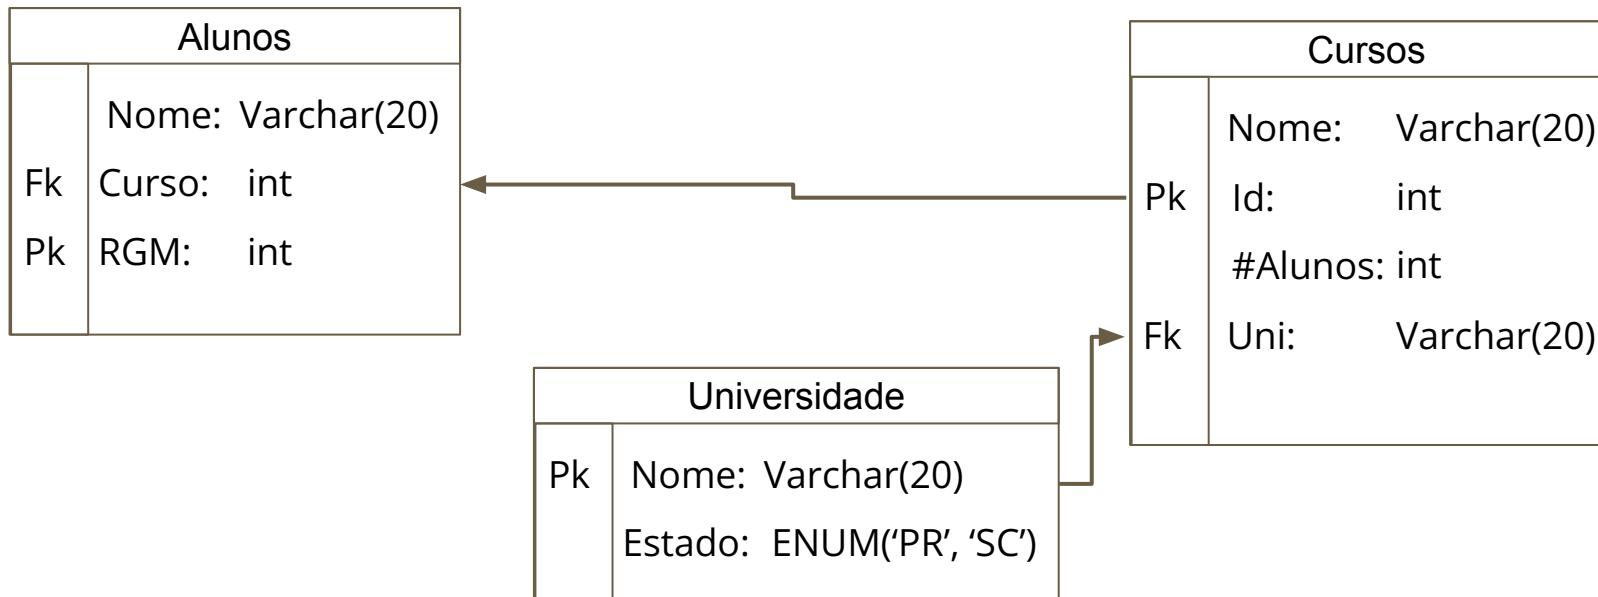 Alunos
Nome: Varchar(20)
Fk Curso: int
Pk RGM: int
Cursos
Nome: Varchar(20)
Pk Id: int
#Alunos: int
Fk Uni: Varchar(20)
Universidade
Pk Nome: Varchar(20)
Estado: ENUM(‘PR’, ‘SC’)